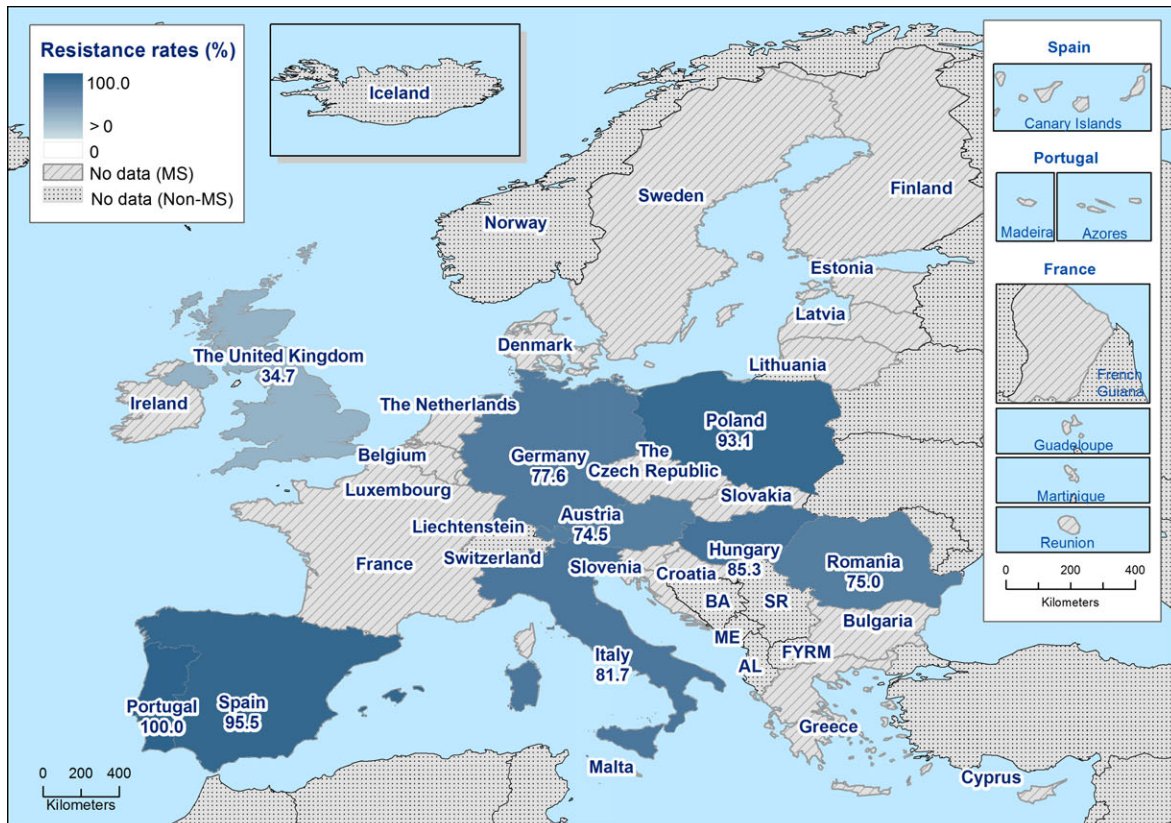 Resistance rates (%)
100.0
> 0
0
No data (MS)
No data (Non-MS)
Iceland
Norway
Sweden
Finland
Estonia
Latvia
Lithuania
Denmark
The United Kingdom
34.7
Ireland
The Netherlands
Belgium
Luxembourg
Germany
77.6
Poland
93.1
The
Czech Republic
Slovakia
Liechtenstein
Austria
74.5
Switzerland
France
Slovenia
Hungary
85.3
Romania
75.0
Croatia
BA
SR
Bulgaria
ME
FYRM
AL
Italy
81.7
Portugal
100.0
Spain
95.5
Greece
Malta
Cyprus
0 200 400
Kilometers
Spain
Canary Islands
Portugal
Madeira
Azores
France
French
Guiana
Guadeloupe
Martinique
Reunion
0 200 400
Kilometers